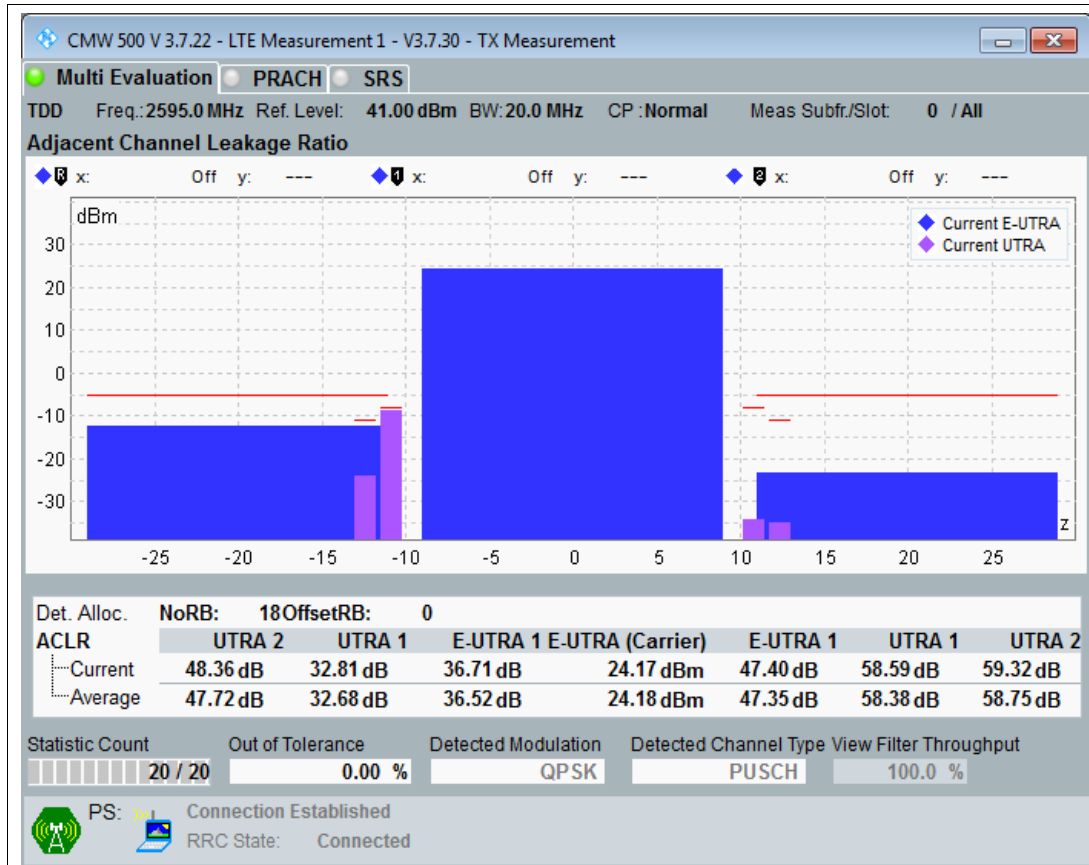 CMW 500 V 3.7.22 - LTE Measurement 1 - V3.7.30 - TX Measurement
Multi Evaluation PRACH SRS
TDD Freq.: 2595.0 MHz Ref. Level: 41.00 dBm BW: 20.0 MHz CP : Normal Meas Subfr./Slot: 0 / All
Adjacent Channel Leakage Ratio
R x: Off y: --- 1 x: Off y: --- 2 x: Off y: ---
dBm
Current E-UTRA
Current UTRA
30
20
10
0
-10
-20
-30
z
-25 -20 -15 -10 -5 0 5 10 15 20 25
Det. Alloc. NoRB: 18 OffsetRB: 0
ACLR UTRA 2 UTRA 1 E-UTRA 1 E-UTRA (Carrier) E-UTRA 1 UTRA 1 UTRA 2
Current 48.36 dB 32.81 dB 36.71 dB 24.17 dBm 47.40 dB 58.59 dB 59.32 dB
Average 47.72 dB 32.68 dB 36.52 dB 24.18 dBm 47.35 dB 58.38 dB 58.75 dB
Statistic Count Out of Tolerance Detected Modulation Detected Channel Type View Filter Throughput
20 / 20 0.00 % QPSK PUSCH 100.0 %
PS: Connection Established
RRC State: Connected